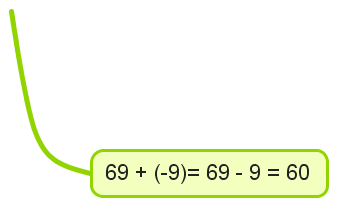 69 + (-9)= 69 - 9 = 60